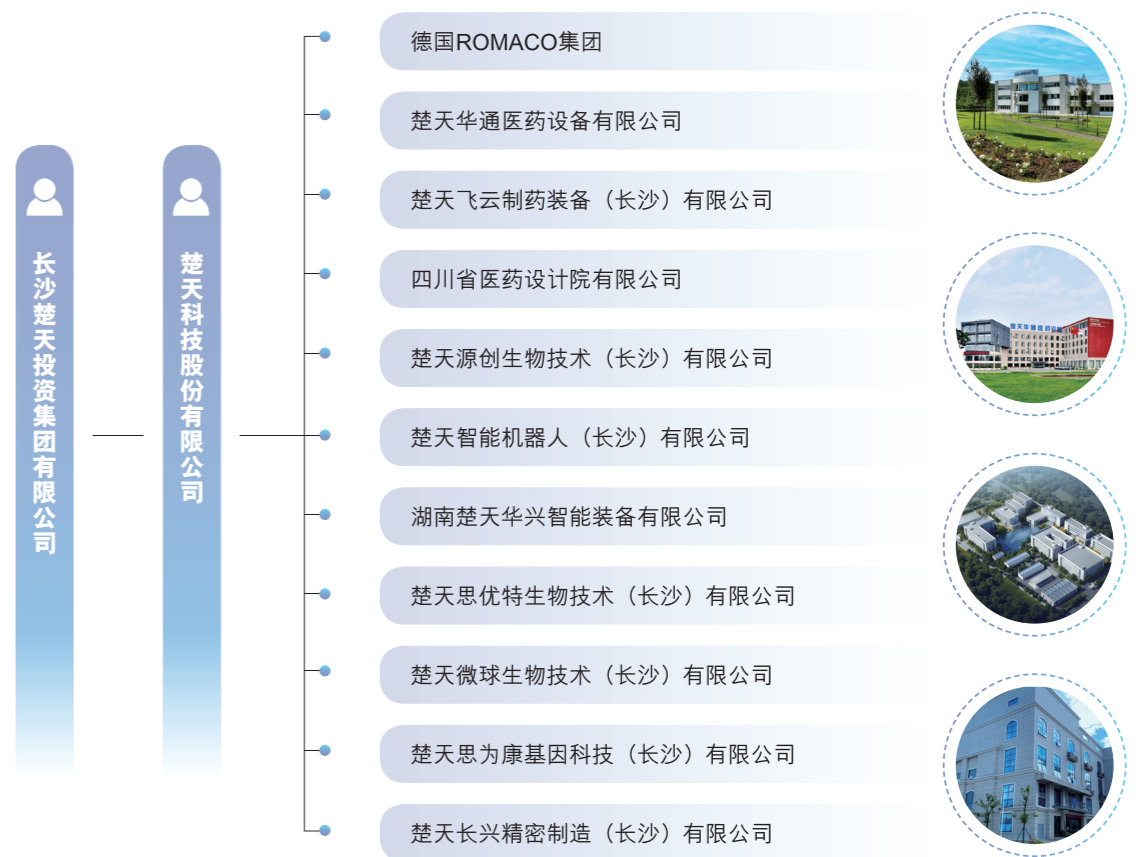 长沙楚天投资集团有限公司
楚天科技股份有限公司
德国ROMACO集团
楚天华通医药设备有限公司
楚天飞云制药装备（长沙）有限公司
四川省医药设计院有限公司
楚天源创生物技术（长沙）有限公司
楚天智能机器人（长沙）有限公司
湖南楚天华兴智能装备有限公司
楚天思优特生物技术（长沙）有限公司
楚天微球生物技术（长沙）有限公司
楚天思为康基因科技（长沙）有限公司
楚天长兴精密制造（长沙）有限公司
楚天华通医药设